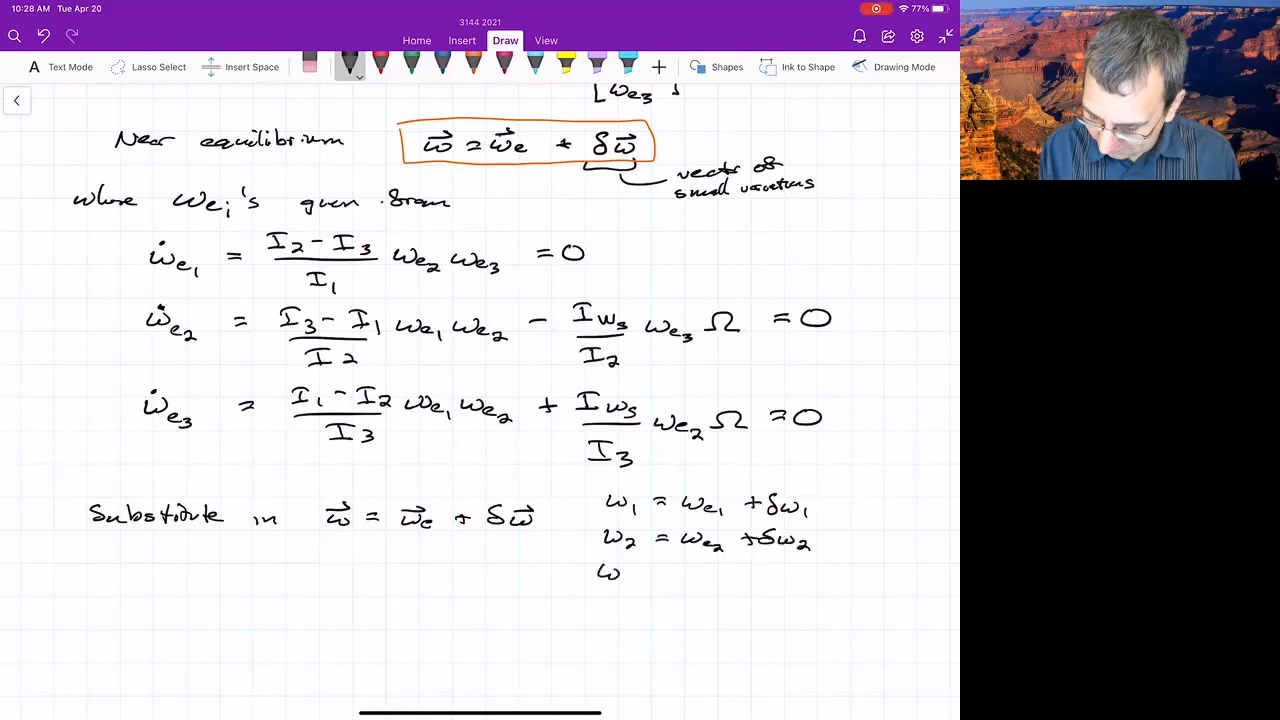 10:28 AM Tue Apr 20
77%
3144 2021
Home Insert Draw View
Text Mode Lasso Select Insert Space Shapes Ink to Shape Drawing Mode
[ ωe3 ]
Near equilibrium ω⃗ = ω⃗e + δω⃗
vector of
small variations
where ωei's given from
ω̇e1 = (I2 - I3)/I1 ωe2 ωe3 = 0
ω̇e2 = (I3 - I1)/I2 ωe1 ωe2 - Iws/I2 ωe3 Ω = 0
ω̇e3 = (I1 - I2)/I3 ωe1 ωe2 + Iws/I3 ωe2 Ω = 0
Substitute in ω⃗ = ω⃗e + δω⃗
ω1 = ωe1 + δω1
ω2 = ωe2 + δω2
ω